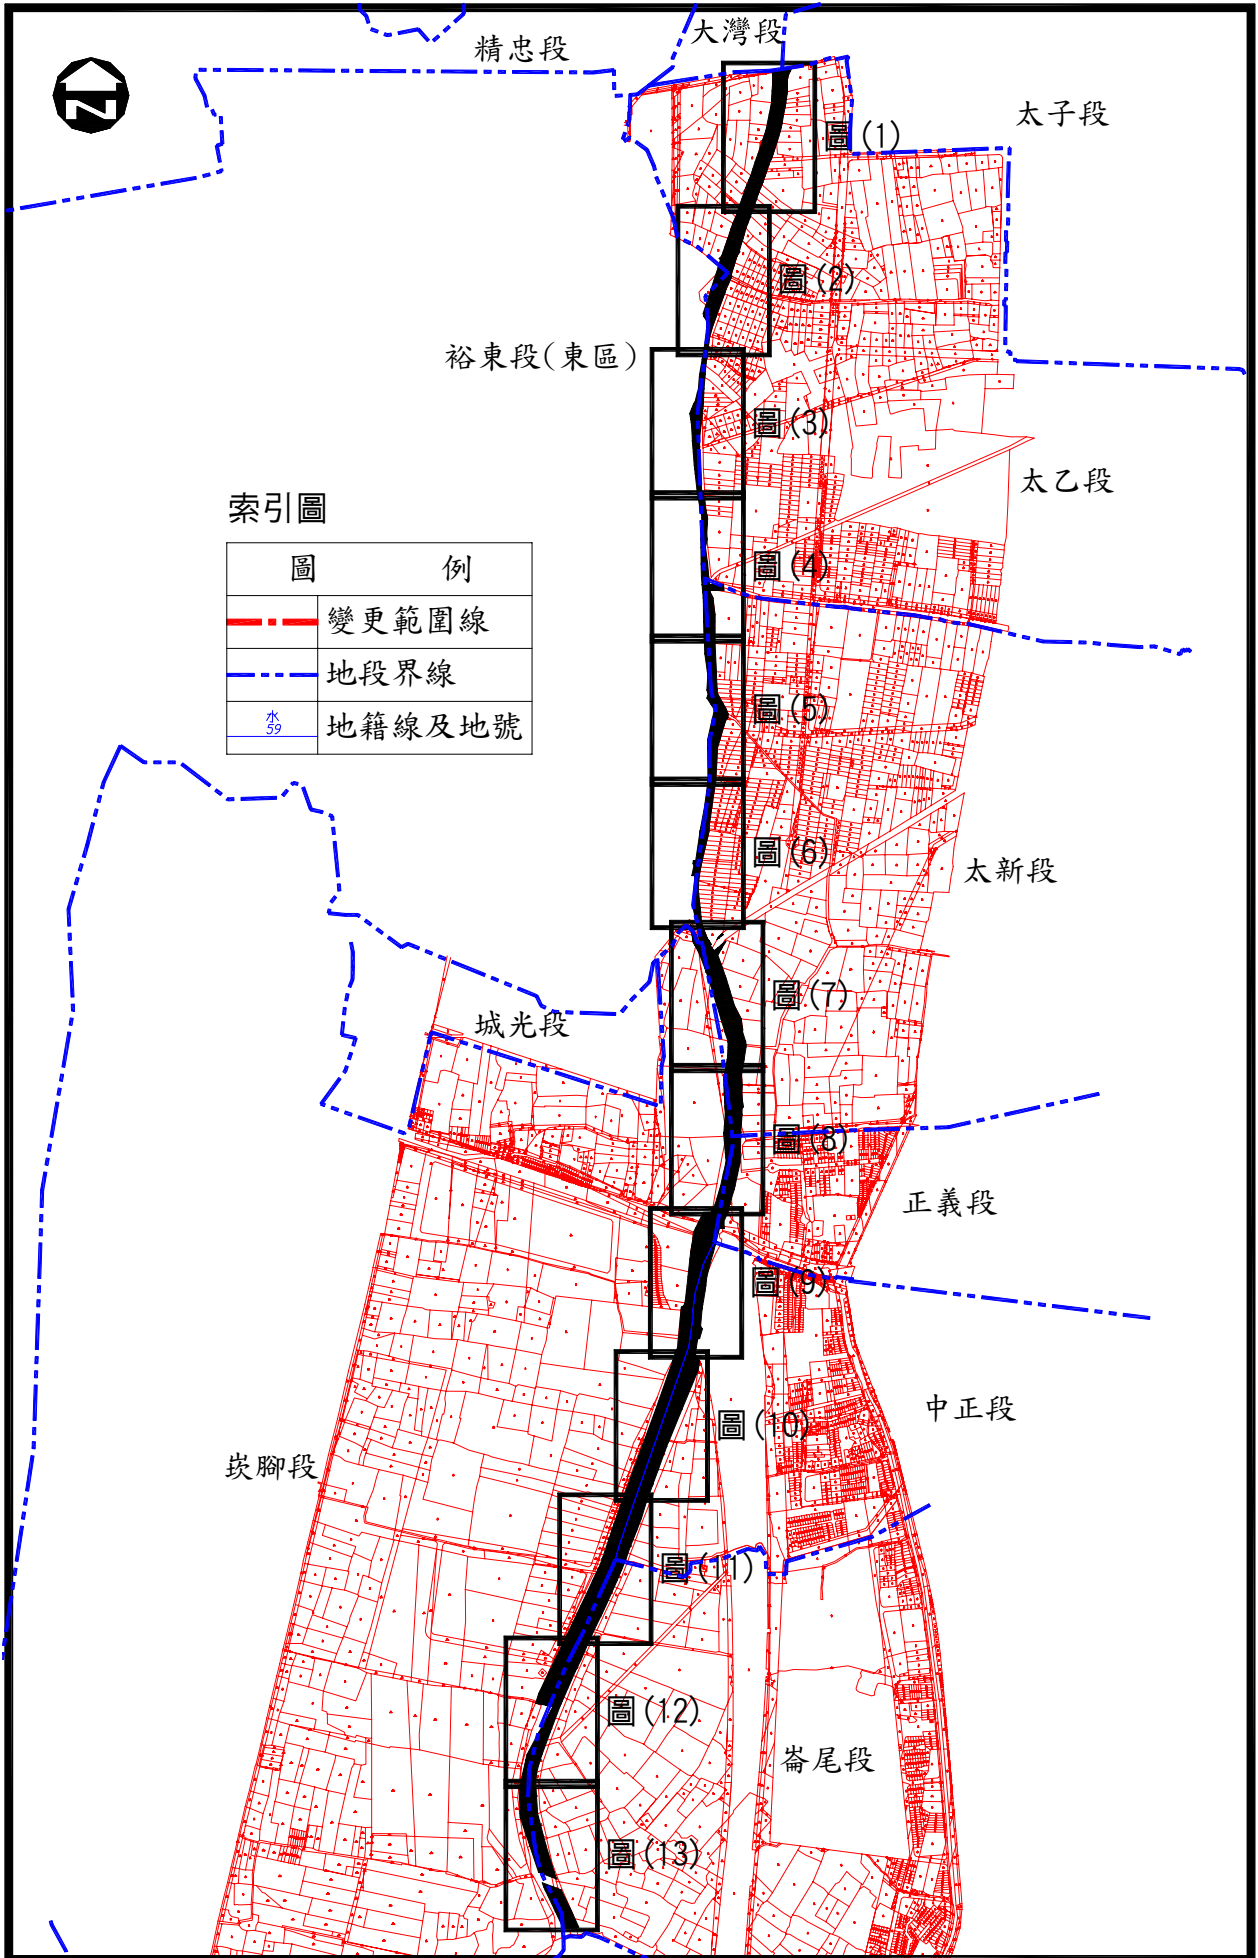 大灣段
精忠段
太子段
N
圖(1)
圖(2)
裕東段(東區)
圖(3)
太乙段
索引圖
圖例
圖(4)
變更範圍線
地段界線
水
59
地籍線及地號
圖(5)
圖(6)
太新段
圖(7)
城光段
圖(8)
正義段
圖(9)
中正段
圖(10)
崁腳段
圖(11)
圖(12)
崙尾段
圖(13)